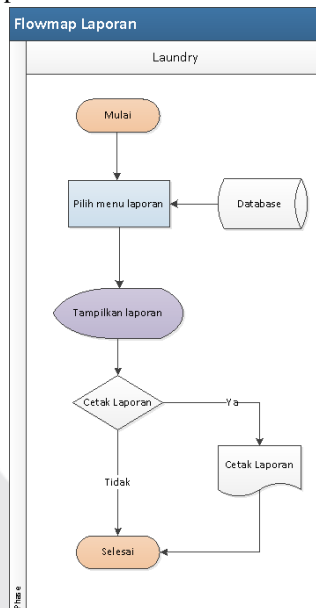 Flowmap Laporan
Laundry
Mulai
Pilih menu laporan
Database
Tampilkan laporan
Cetak Laporan
Ya
Cetak Laporan
Tidak
Selesai
Phase